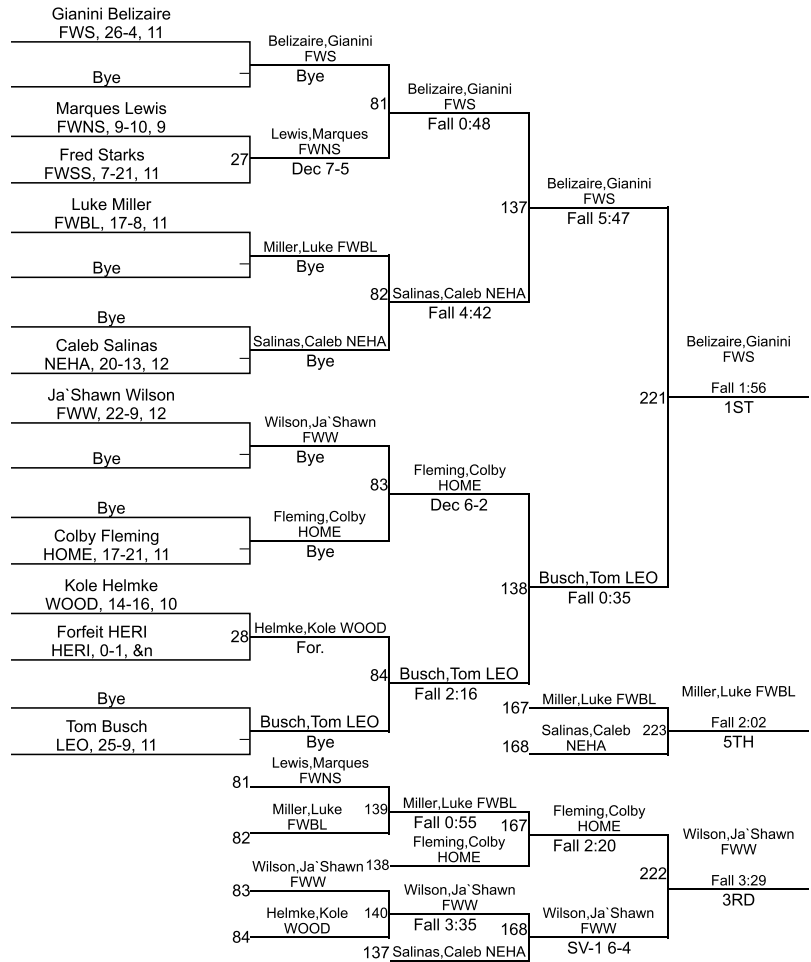 Gianini Belizaire
FWS, 26-4, 11
Bye
Marques Lewis
FWNS, 9-10, 9
Fred Starks
FWSS, 7-21, 11
Luke Miller
FWBL, 17-8, 11
Bye
Bye
Caleb Salinas
NEHA, 20-13, 12
Ja`Shawn Wilson
FWW, 22-9, 12
Bye
Bye
Colby Fleming
HOME, 17-21, 11
Kole Helmke
WOOD, 14-16, 10
Forfeit HERI
HERI, 0-1, &n
Bye
Tom Busch
LEO, 25-9, 11
Belizaire,Gianini
FWS
Bye
27
Lewis,Marques
FWNS
Dec 7-5
Miller,Luke FWBL
Bye
Salinas,Caleb NEHA
Bye
Wilson,Ja`Shawn
FWW
Bye
Fleming,Colby
HOME
Bye
28
Helmke,Kole WOOD
For.
Busch,Tom LEO
Bye
81
Belizaire,Gianini
FWS
Fall 0:48
82
Salinas,Caleb NEHA
Fall 4:42
83
Fleming,Colby
HOME
Dec 6-2
84
Busch,Tom LEO
Fall 2:16
137
Belizaire,Gianini
FWS
Fall 5:47
138
Busch,Tom LEO
Fall 0:35
221
Belizaire,Gianini
FWS
Fall 1:56
1ST
167
Miller,Luke FWBL
168
Salinas,Caleb
NEHA
223
Miller,Luke FWBL
Fall 2:02
5TH
81
Lewis,Marques
FWNS
82
Miller,Luke
FWBL
83
Wilson,Ja`Shawn
FWW
84
Helmke,Kole
WOOD
139
Miller,Luke FWBL
Fall 0:55
138
Fleming,Colby
HOME
140
Wilson,Ja`Shawn
FWW
Fall 3:35
137
Salinas,Caleb NEHA
167
Fleming,Colby
HOME
Fall 2:20
168
Wilson,Ja`Shawn
FWW
SV-1 6-4
222
Wilson,Ja`Shawn
FWW
Fall 3:29
3RD